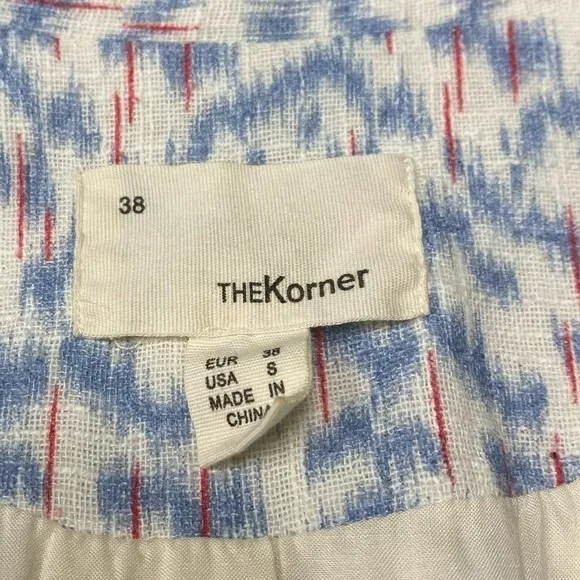 38
THEKorner
EUR 38
USA S
MADE IN
CHINA